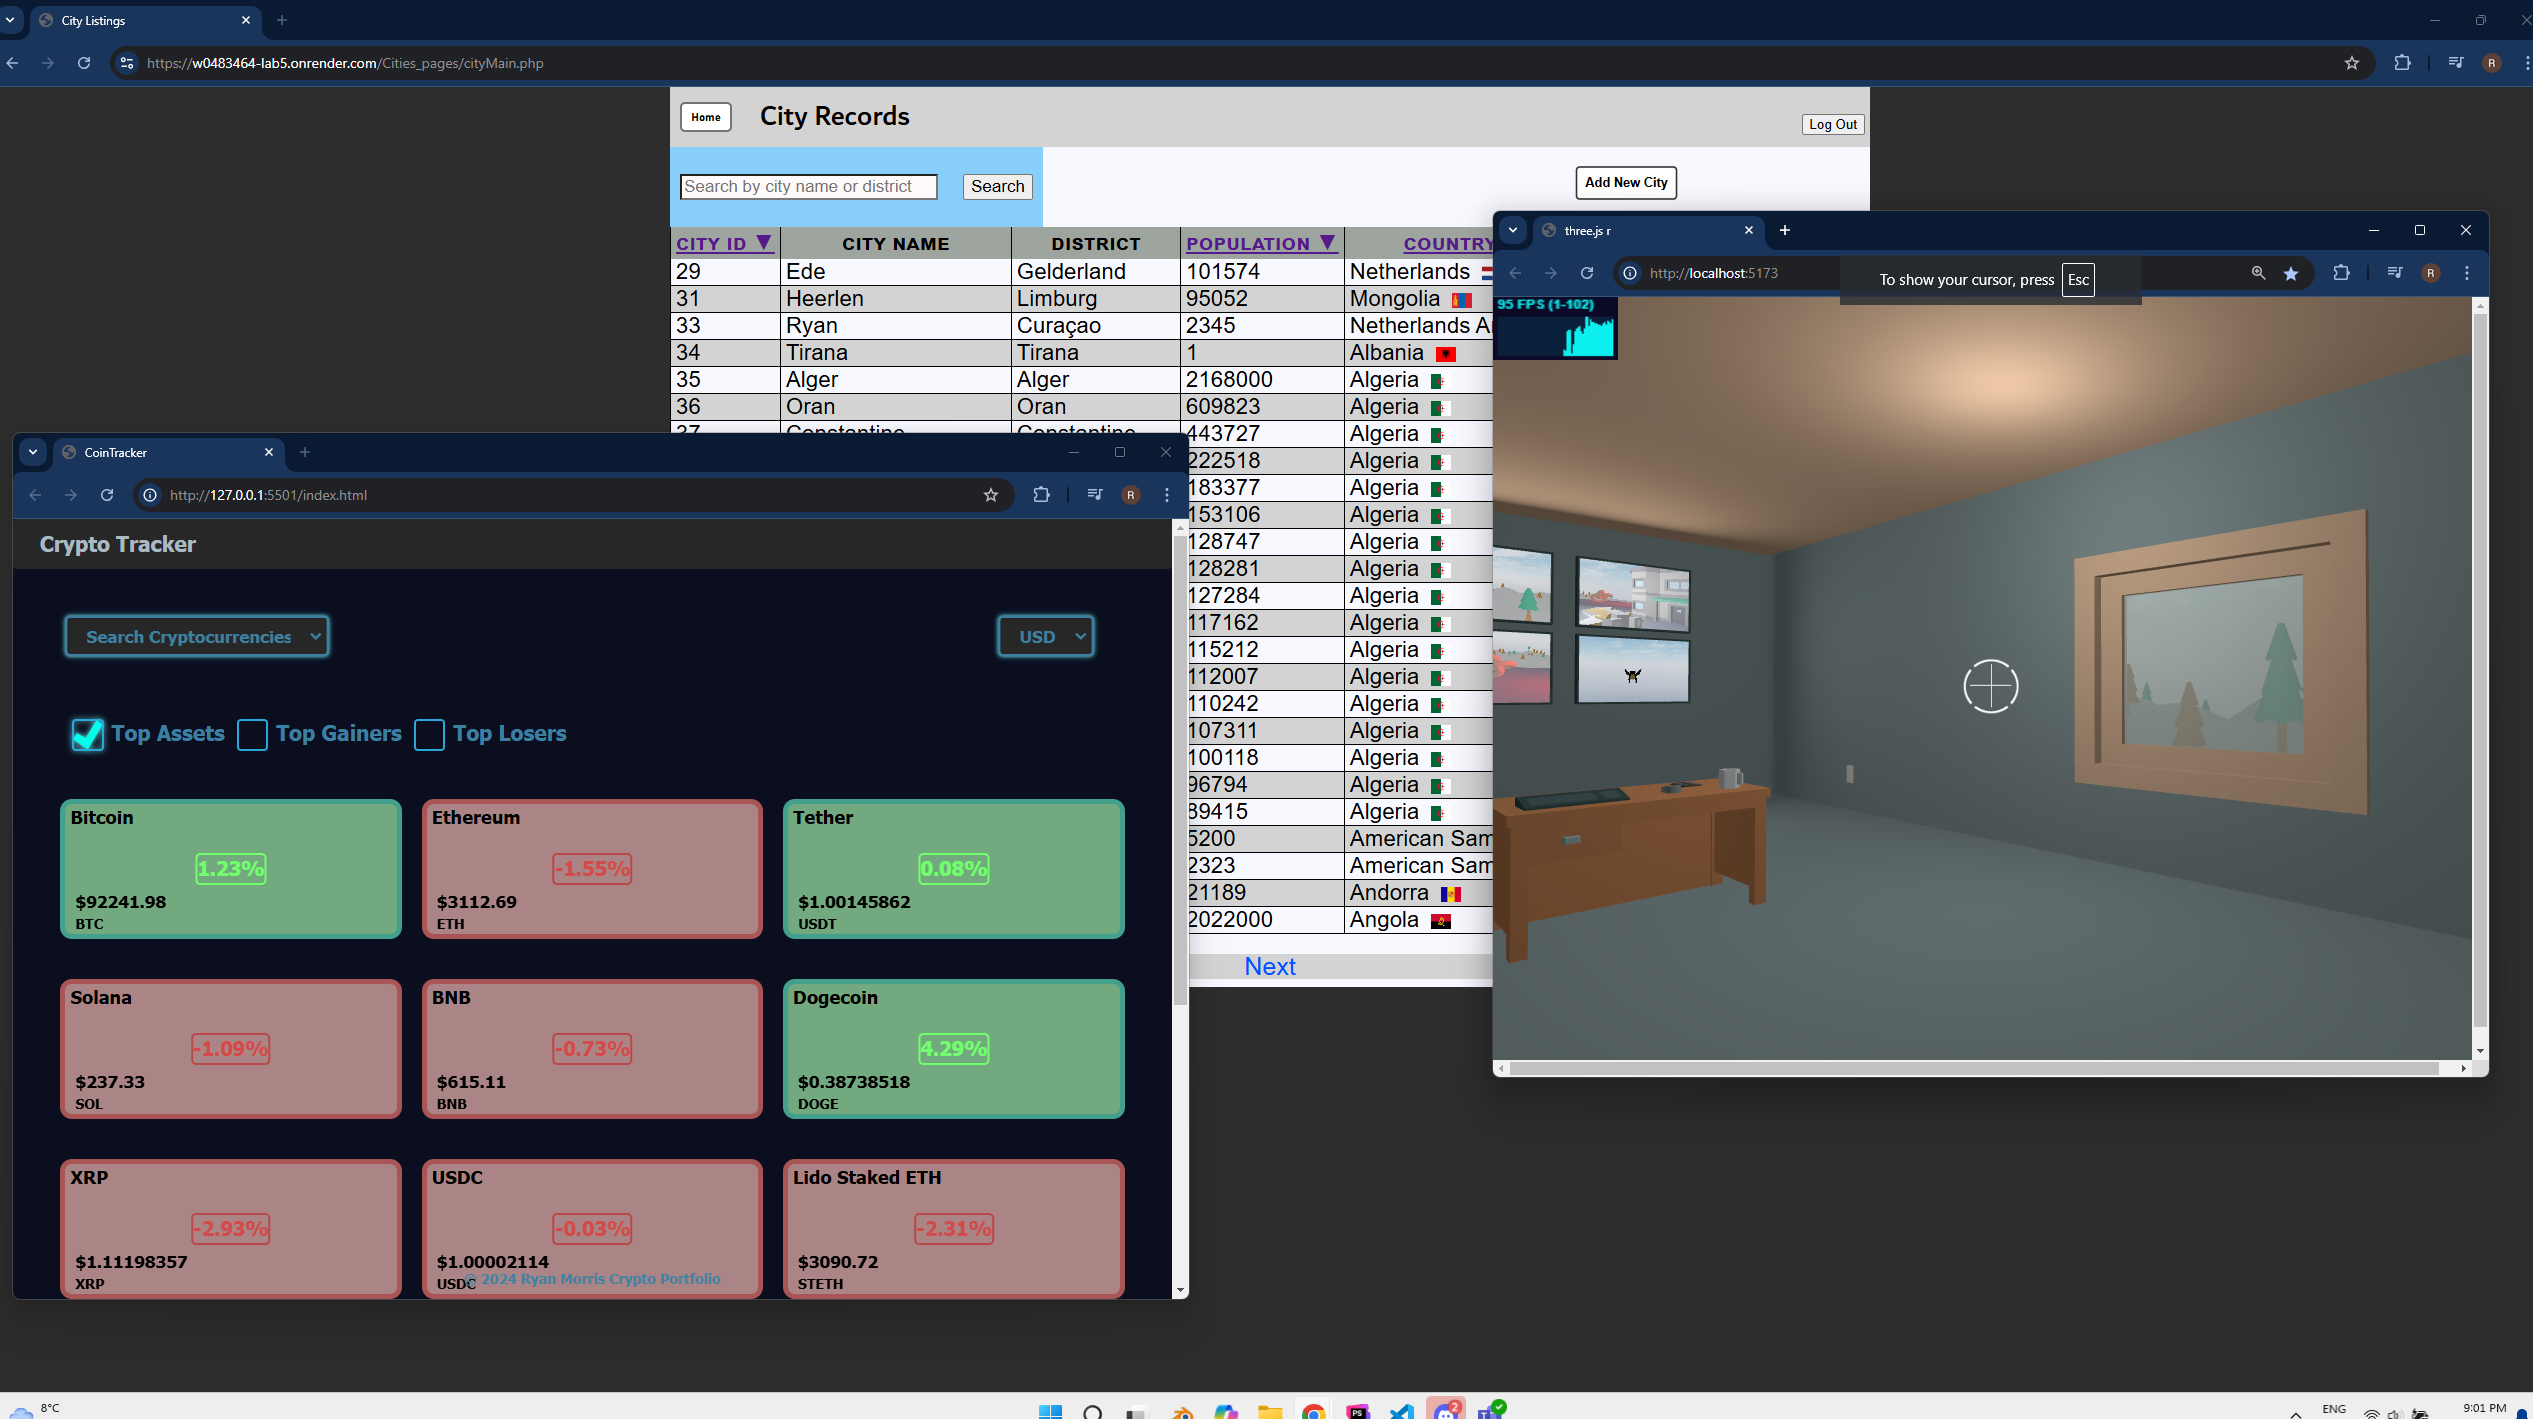 City Listings
https://w0483464-lab5.onrender.com/Cities_pages/cityMain.php
R
Home
City Records
Log Out
Search by city name or district
Search
Add New City
CITY ID ▼ CITY NAME DISTRICT POPULATION ▼ COUNTRY
29 Ede Gelderland 101574 Netherlands
31 Heerlen Limburg 95052 Mongolia
33 Ryan Curaçao 2345 Netherlands A
34 Tirana Tirana 1 Albania
35 Alger Alger 2168000 Algeria
36 Oran Oran 609823 Algeria
37 Constantine Constantine 443727 Algeria
222518 Algeria
183377 Algeria
153106 Algeria
128747 Algeria
128281 Algeria
127284 Algeria
117162 Algeria
115212 Algeria
112007 Algeria
110242 Algeria
107311 Algeria
100118 Algeria
96794 Algeria
89415 Algeria
5200 American Sam
2323 American Sam
21189 Andorra
2022000 Angola
Next
three.js r
http://localhost:5173
R
To show your cursor, press Esc
95 FPS (1-102)
CoinTracker
http://127.0.0.1:5501/index.html
R
Crypto Tracker
Search Cryptocurrencies
USD
Top Assets Top Gainers Top Losers
Bitcoin
1.23%
$92241.98
BTC
Ethereum
-1.55%
$3112.69
ETH
Tether
0.08%
$1.00145862
USDT
Solana
-1.09%
$237.33
SOL
BNB
-0.73%
$615.11
BNB
Dogecoin
4.29%
$0.38738518
DOGE
XRP
-2.93%
$1.11198357
XRP
USDC
-0.03%
$1.00002114
USDC
Lido Staked ETH
-2.31%
$3090.72
STETH
© 2024 Ryan Morris Crypto Portfolio
8°C
PS
2
ENG
9:01 PM